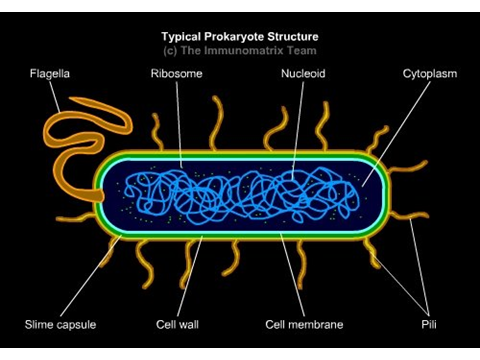 Typical Prokaryote Structure
(c) The Immunomatrix Team
Flagella Ribosome Nucleoid Cytoplasm
Slime capsule Cell wall Cell membrane Pili